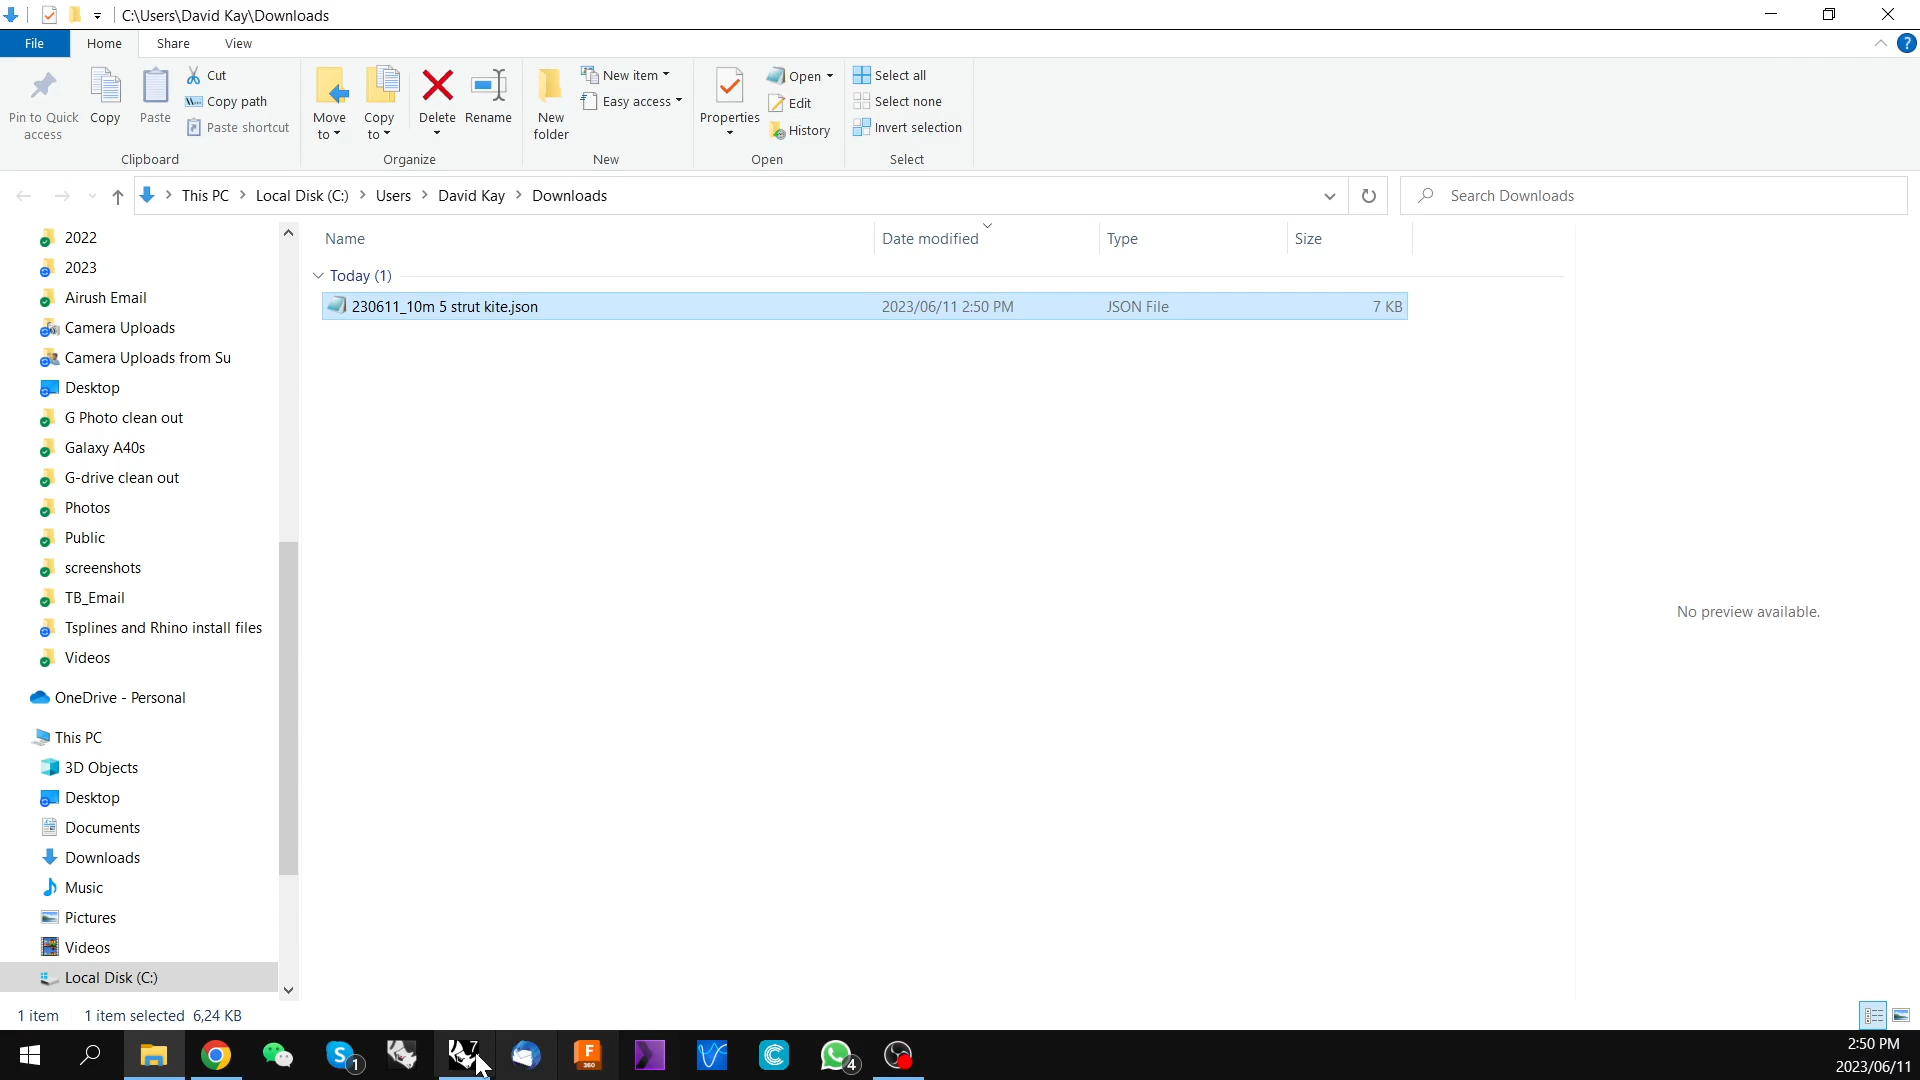 C:\Users\David Kay\Downloads
File Home Share View
Pin to Quick access
Copy
Paste
Cut
Copy path
Paste shortcut
Clipboard
Move to
Copy to
Delete
Rename
Organize
New folder
New item
Easy access
New
Properties
Open
Edit
History
Open
Select all
Select none
Invert selection
Select
This PC Local Disk (C:) Users David Kay Downloads
Search Downloads
2022
2023
Airush Email
Camera Uploads
Camera Uploads from Su
Desktop
G Photo clean out
Galaxy A40s
G-drive clean out
Photos
Public
screenshots
TB_Email
Tsplines and Rhino install files
Videos
OneDrive - Personal
This PC
3D Objects
Desktop
Documents
Downloads
Music
Pictures
Videos
Local Disk (C:)
Name Date modified Type Size
Today (1)
230611_10m 5 strut kite.json 2023/06/11 2:50 PM JSON File 7 KB
No preview available.
1 item 1 item selected 6,24 KB
1
7
F
360
4
2:50 PM
2023/06/11